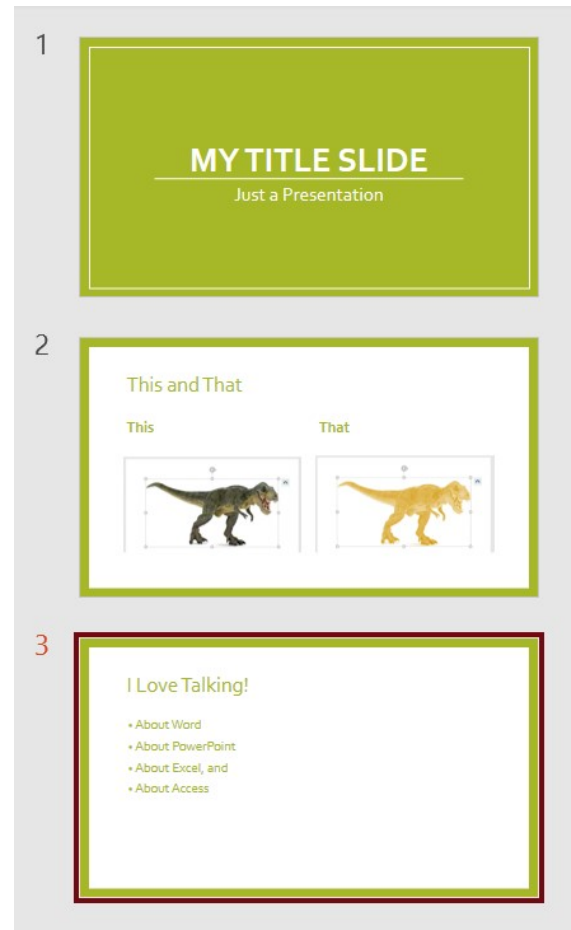 1
MY TITLE SLIDE
Just a Presentation
2
This and That
This That
3
I Love Talking!
• About Word
• About PowerPoint
• About Excel, and
• About Access